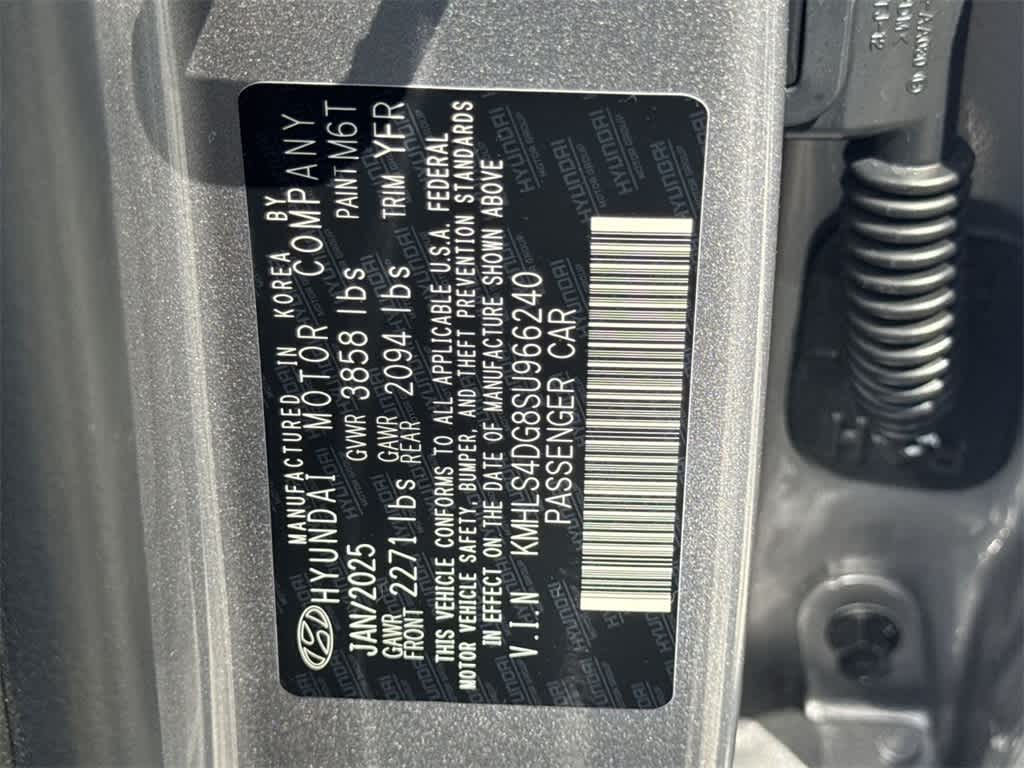 MANUFACTURED IN KOREA BY
HYUNDAI MOTOR COMPANY
JAN/2025 GVWR 3858 lbs PAINT M6T
GAWR FRONT 2271 lbs GAWR REAR 2094 lbs TRIM YFR
THIS VEHICLE CONFORMS TO ALL APPLICABLE U.S.A. FEDERAL
MOTOR VEHICLE SAFETY, BUMPER, AND THEFT PREVENTION STANDARDS
IN EFFECT ON THE DATE OF MANUFACTURE SHOWN ABOVE
V.I.N KMHLS4DG8SU966240
PASSENGER CAR